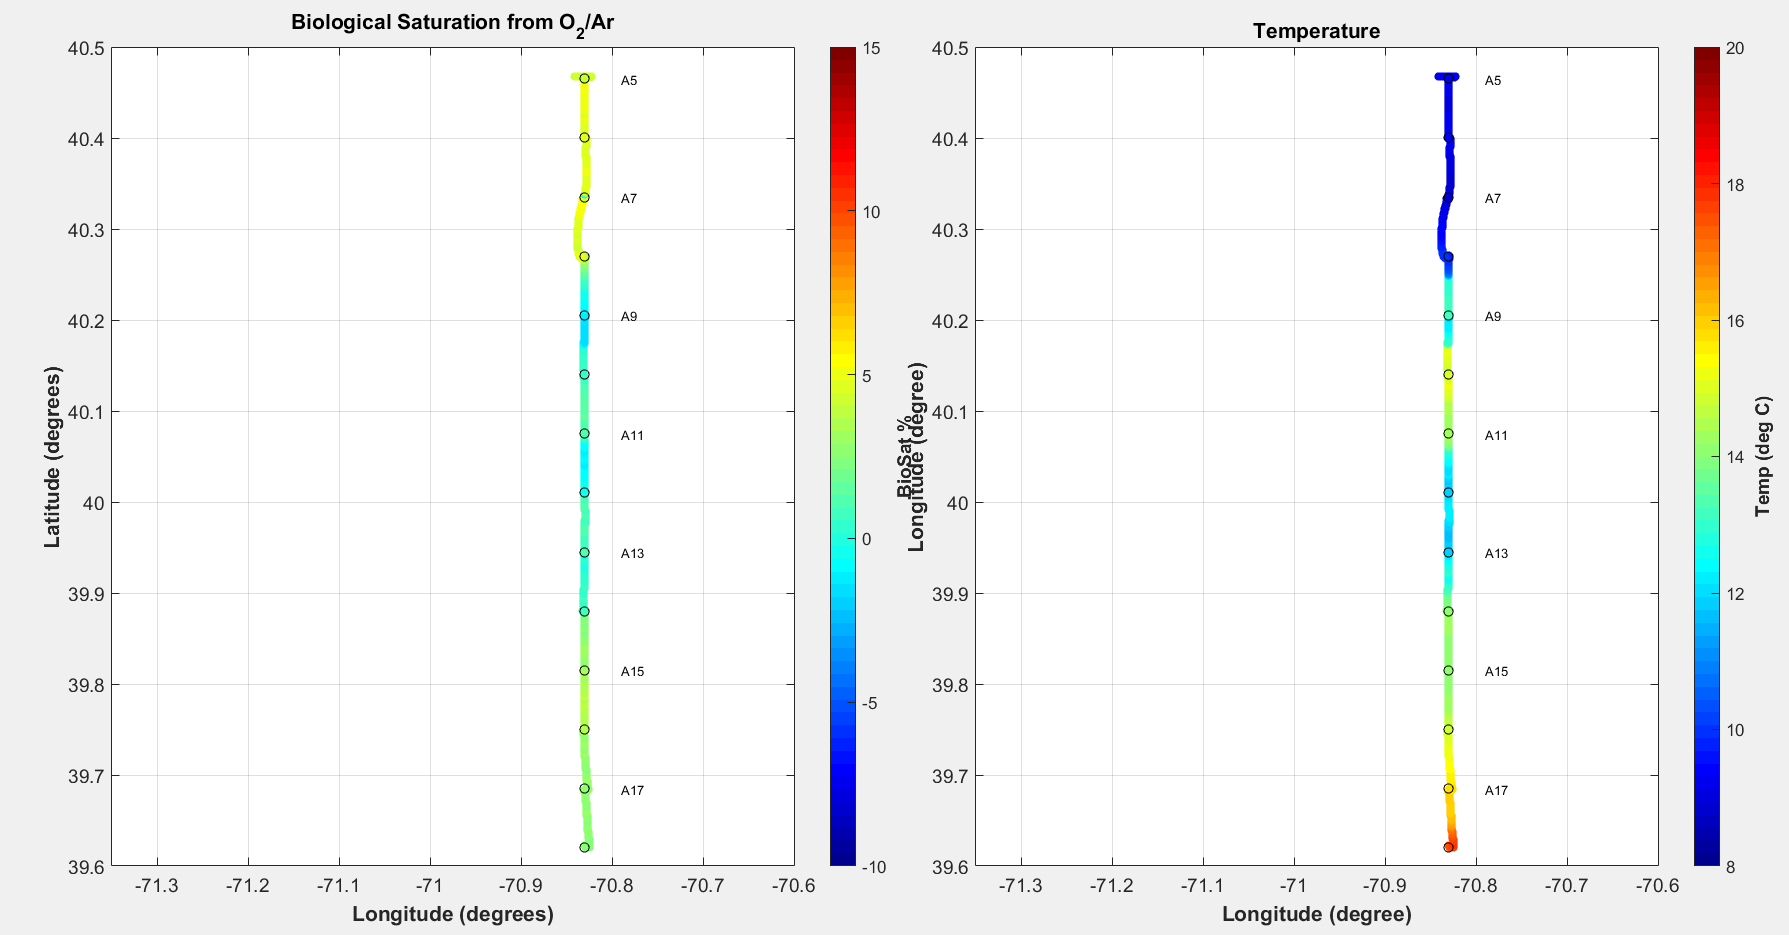 Biological Saturation from O2/Ar
40.5
40.4
40.3
40.2
40.1
40
39.9
39.8
39.7
39.6
Latitude (degrees)
A5
A7
A9
A11
A13
A15
A17
-71.3 -71.2 -71.1 -71 -70.9 -70.8 -70.7 -70.6
Longitude (degrees)
15
10
5
0
-5
-10
BioSat %
Temperature
40.5
40.4
40.3
40.2
40.1
40
39.9
39.8
39.7
39.6
Longitude (degree)
A5
A7
A9
A11
A13
A15
A17
-71.3 -71.2 -71.1 -71 -70.9 -70.8 -70.7 -70.6
Longitude (degree)
20
18
16
14
12
10
8
Temp (deg C)